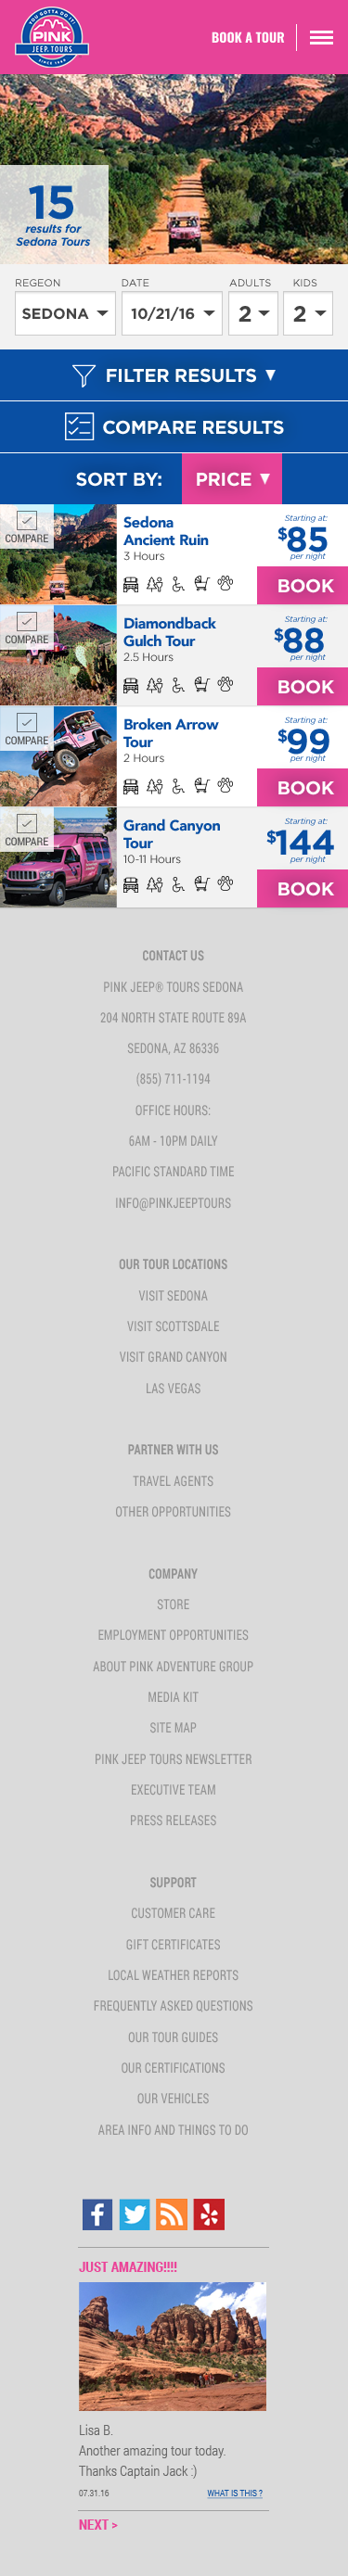 YOU GOTTA DO IT!
PINK
JEEP. TOURS
SINCE 1960
BOOK A TOUR
15
results for
Sedona Tours
REGEON
DATE
ADULTS
KIDS
SEDONA
10/21/16
2
2
FILTER RESULTS
COMPARE RESULTS
SORT BY:
PRICE
COMPARE
Sedona
Ancient Ruin
3 Hours
Starting at:
$85
per night
BOOK
COMPARE
Diamondback
Gulch Tour
2.5 Hours
Starting at:
$88
per night
BOOK
COMPARE
Broken Arrow
Tour
2 Hours
Starting at:
$99
per night
BOOK
COMPARE
Grand Canyon
Tour
10-11 Hours
Starting at:
$144
per night
BOOK
CONTACT US
PINK JEEP® TOURS SEDONA
204 NORTH STATE ROUTE 89A
SEDONA, AZ 86336
(855) 711-1194
OFFICE HOURS:
6AM - 10PM DAILY
PACIFIC STANDARD TIME
INFO@PINKJEEPTOURS
OUR TOUR LOCATIONS
VISIT SEDONA
VISIT SCOTTSDALE
VISIT GRAND CANYON
LAS VEGAS
PARTNER WITH US
TRAVEL AGENTS
OTHER OPPORTUNITIES
COMPANY
STORE
EMPLOYMENT OPPORTUNITIES
ABOUT PINK ADVENTURE GROUP
MEDIA KIT
SITE MAP
PINK JEEP TOURS NEWSLETTER
EXECUTIVE TEAM
PRESS RELEASES
SUPPORT
CUSTOMER CARE
GIFT CERTIFICATES
LOCAL WEATHER REPORTS
FREQUENTLY ASKED QUESTIONS
OUR TOUR GUIDES
OUR CERTIFICATIONS
OUR VEHICLES
AREA INFO AND THINGS TO DO
JUST AMAZING!!!!
Lisa B.
Another amazing tour today.
Thanks Captain Jack :)
07.31.16
WHAT IS THIS ?
NEXT >